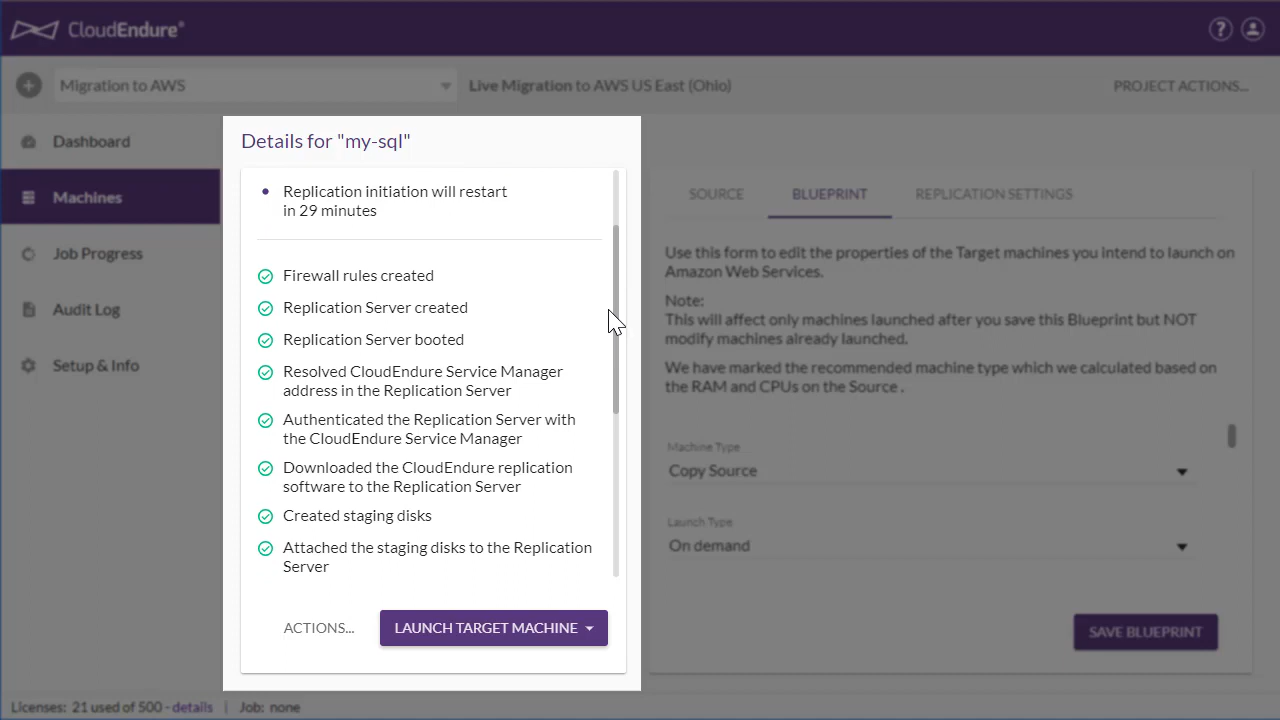 CloudEndure®
?
Migration to AWS
Live Migration to AWS US East (Ohio)
PROJECT ACTIONS...
Dashboard
Machines
Job Progress
Audit Log
Setup & Info
Details for "my-sql"
Replication initiation will restart
in 29 minutes
Firewall rules created
Replication Server created
Replication Server booted
Resolved CloudEndure Service Manager
address in the Replication Server
Authenticated the Replication Server with
the CloudEndure Service Manager
Downloaded the CloudEndure replication
software to the Replication Server
Created staging disks
Attached the staging disks to the Replication
Server
ACTIONS...
LAUNCH TARGET MACHINE
SOURCE
BLUEPRINT
REPLICATION SETTINGS
Use this form to edit the properties of the Target machines you intend to launch on
Amazon Web Services.
Note:
This will affect only machines launched after you save this Blueprint but NOT
modify machines already launched.
We have marked the recommended machine type which we calculated based on
the RAM and CPUs on the Source .
Machine Type
Copy Source
Launch Type
On demand
SAVE BLUEPRINT
Licenses: 21 used of 500 - details | Job: none